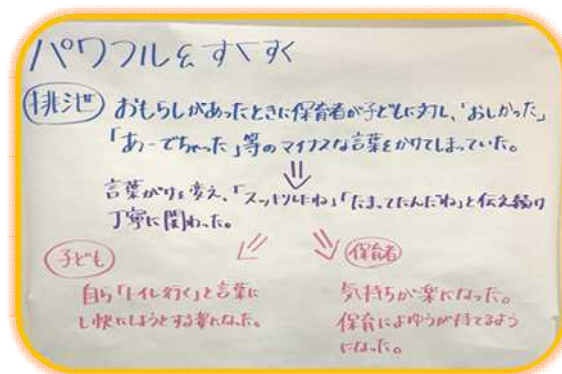 パワフル&すくすく
排泄 おもらしがあったときに保育者が子どもに対し、「おしかった」
「あーでちゃった」等のマイナスな言葉をかけてしまっていた。
⇓
言葉がけを変え、「スッキリしたね」「たまってたんだね」と伝え続け
丁寧に関わった。
子ども
自ら「トイレ行く」と言葉に
し快にしようとする姿になった。
保育者
気持ちが楽になった。
保育によゆうが持てるよう
になった。